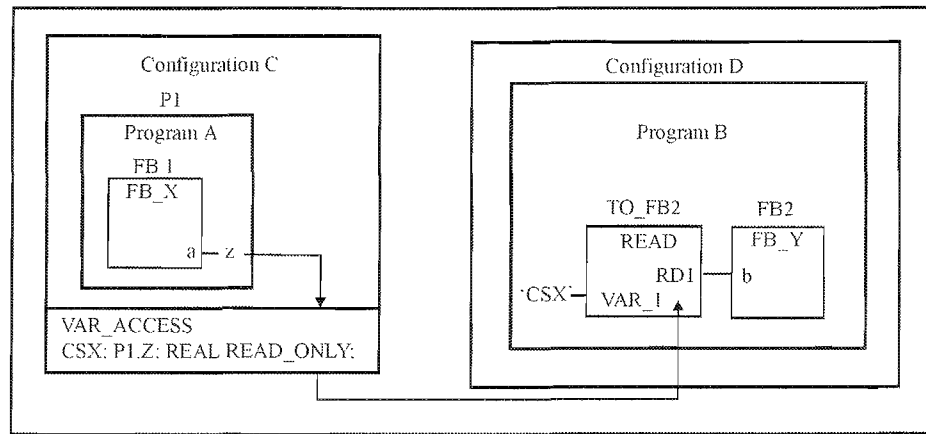 Configuration C
P1
Program A
FB 1
FB_X
a
z
VAR_ACCESS
CSX: P1.Z: REAL READ_ONLY;
Configuration D
Program B
TO_FB2
FB2
READ
FB_Y
RD1
b
'CSX'
VAR_1